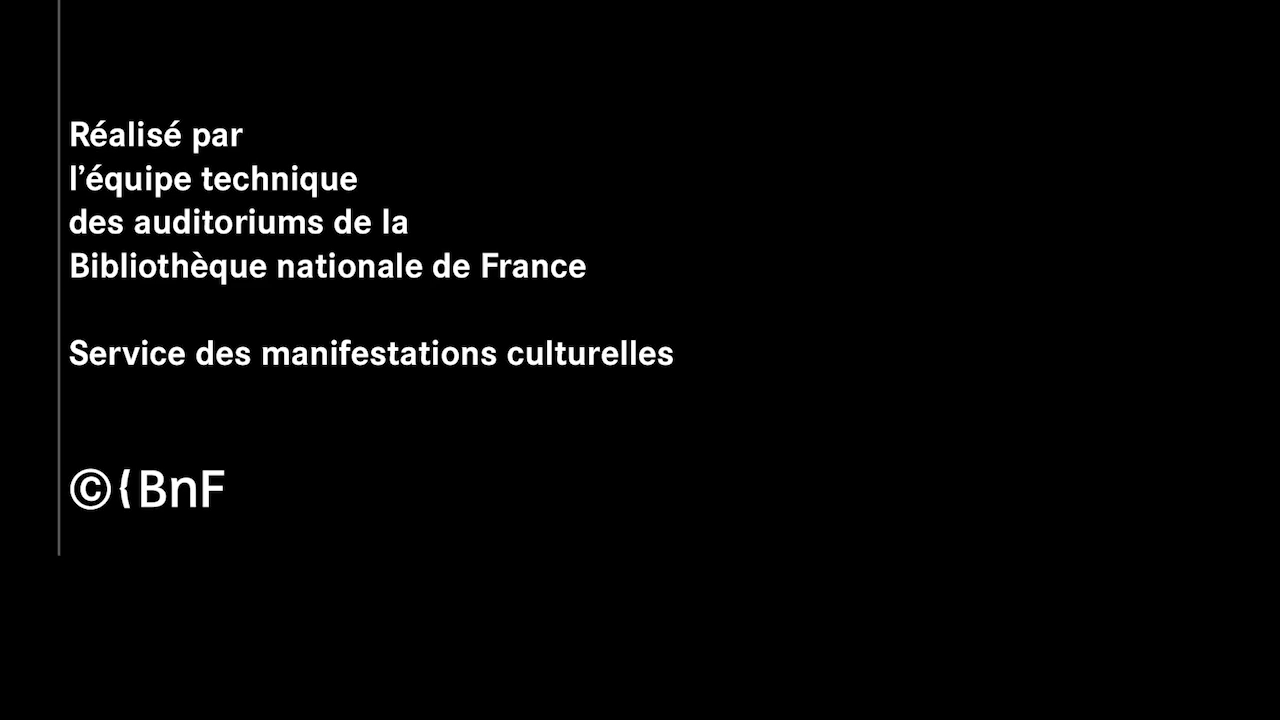 Réalisé par
l’équipe technique
des auditoriums de la
Bibliothèque nationale de France
Service des manifestations culturelles
©{BnF